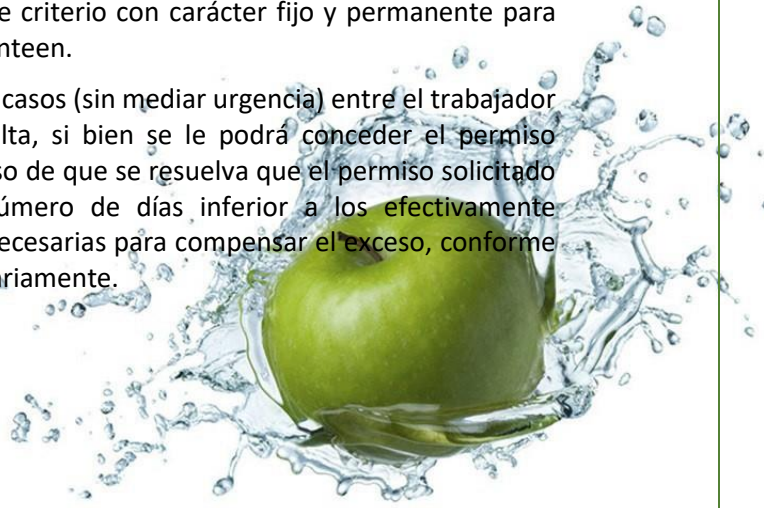 e criterio con carácter fijo y permanente para
nteen.
casos (sin mediar urgencia) entre el trabajador
lta, si bien se le podrá conceder el permiso
so de que se resuelva que el permiso solicitado
úmero de días inferior a los efectivamente
ecesarias para compensar el exceso, conforme
riamente.